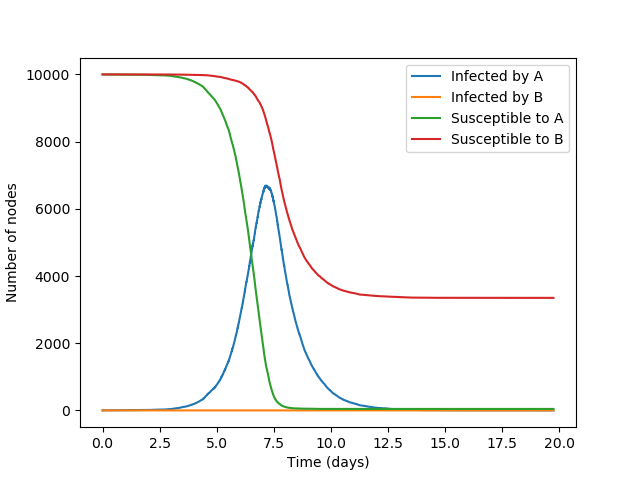 Infected by A
Infected by B
Susceptible to A
Susceptible to B
10000
8000
6000
4000
2000
0
Number of nodes
0.0 2.5 5.0 7.5 10.0 12.5 15.0 17.5 20.0
Time (days)